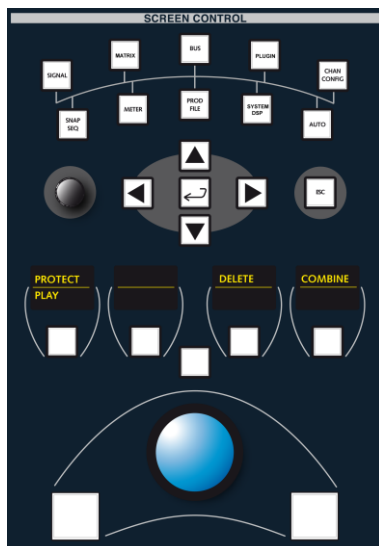 SCREEN CONTROL
BUS
MATRIX
PLUGIN
SIGNAL
CHAN
CONFIG
METER
PROD
FILE
SYSTEM
DSP
SNAP
SEQ
AUTO
ESC
PROTECT
PLAY
DELETE
COMBINE